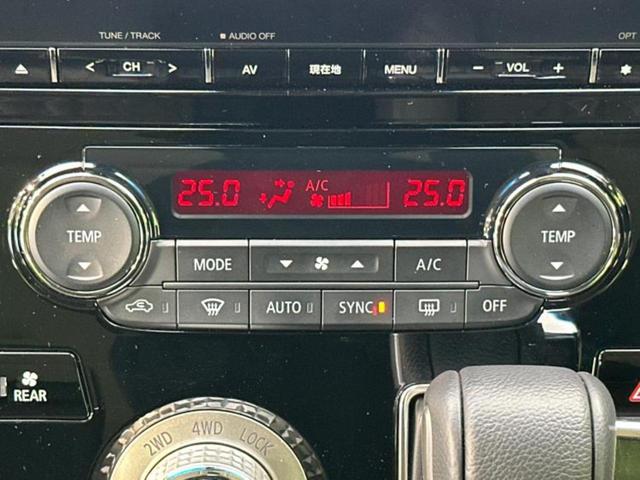 TUNE / TRACK
AUDIO OFF
OPT
< CH >
AV
現在地
MENU
− VOL +
25.0 A/C 25.0
TEMP
TEMP
MODE
A/C
AUTO
SYNC
OFF
REAR
2WD 4WD LOCK